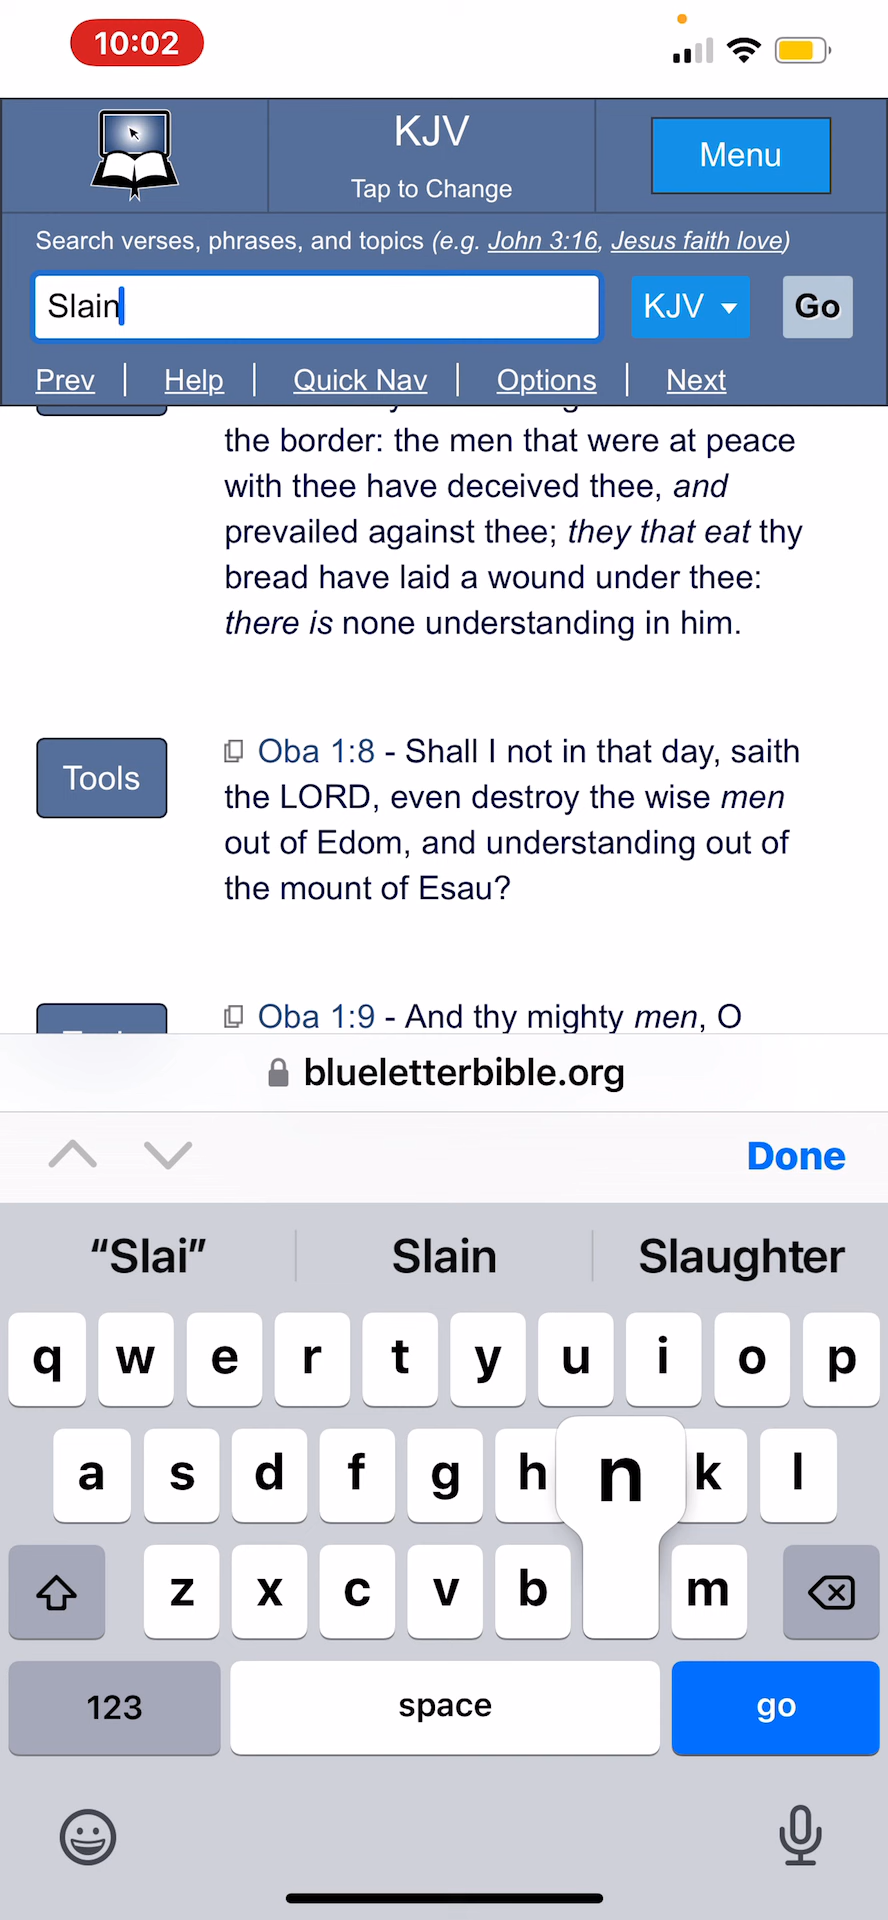 10:02
KJV
Tap to Change
Menu
Search verses, phrases, and topics (e.g. John 3:16, Jesus faith love)
Slain
KJV
Go
Prev | Help | Quick Nav | Options | Next
the border: the men that were at peace
with thee have deceived thee, and
prevailed against thee; they that eat thy
bread have laid a wound under thee:
there is none understanding in him.
Tools
Oba 1:8 - Shall I not in that day, saith
the LORD, even destroy the wise men
out of Edom, and understanding out of
the mount of Esau?
Oba 1:9 - And thy mighty men, O
blueletterbible.org
Done
“Slai” Slain Slaughter
q w e r t y u i o p
a s d f g h n k l
z x c v b m
123 space go